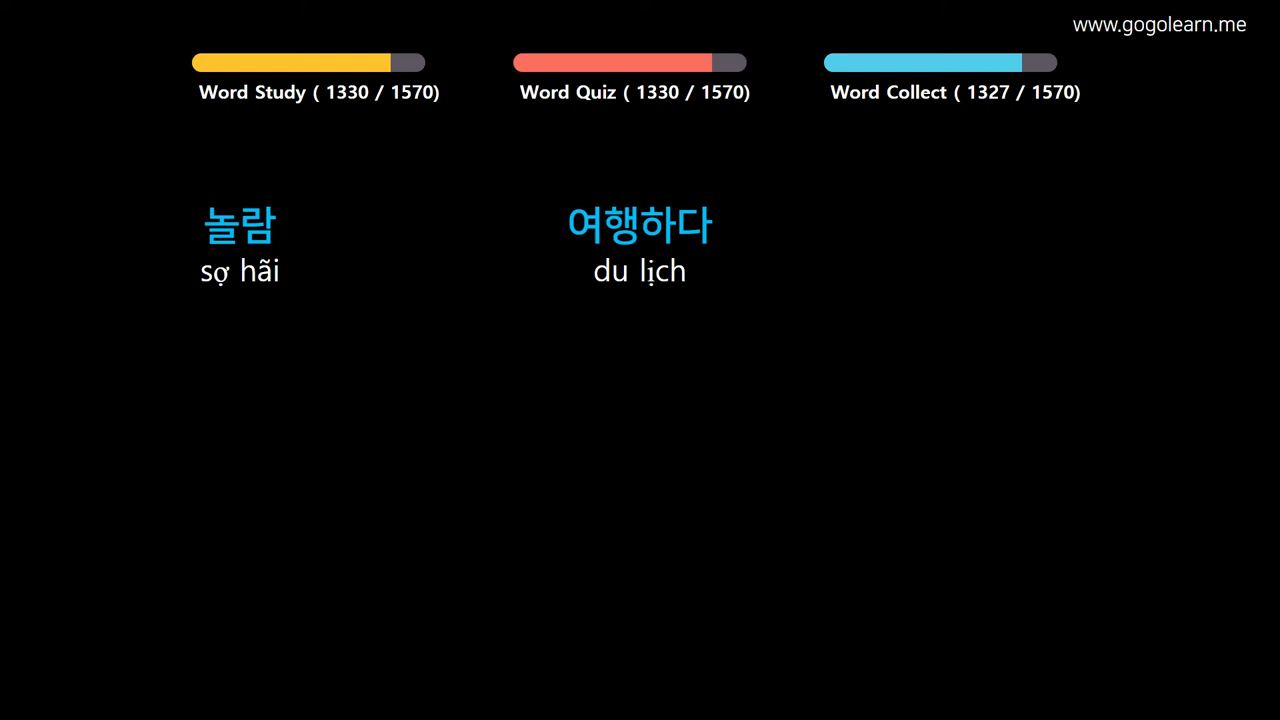 www.gogolearn.me
Word Study ( 1330 / 1570)
Word Quiz ( 1330 / 1570)
Word Collect ( 1327 / 1570)
놀람
sợ hãi
여행하다
du lịch